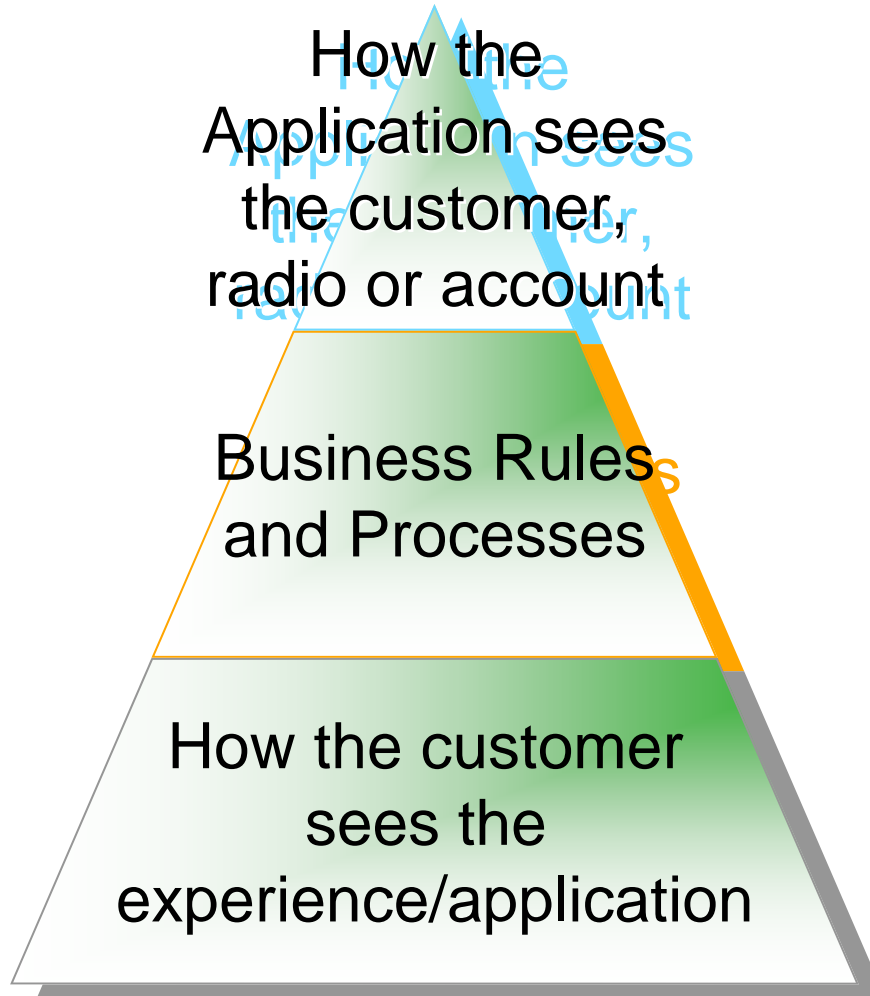 How the
Application sees
the customer,
radio or account
Business Rules
and Processes
How the customer
sees the
experience/application